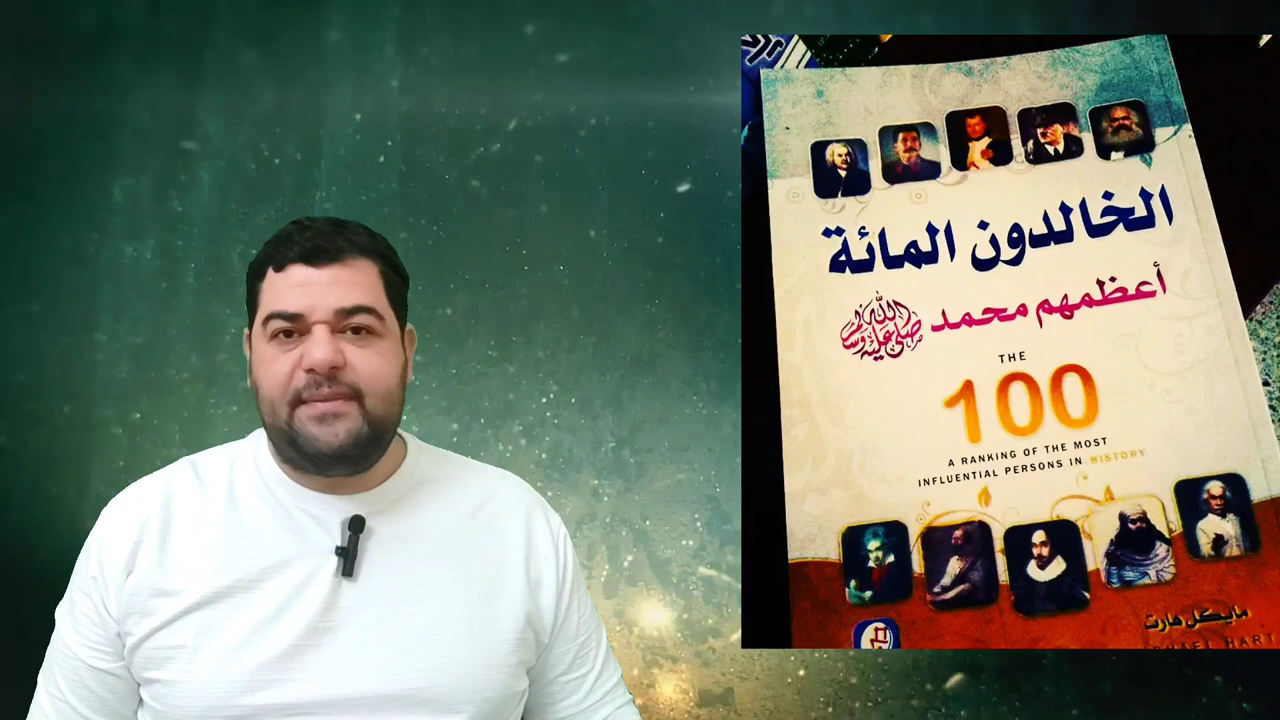 الخالدون المائة
أعظمهم محمد صلى الله عليه وسلم
THE
100
A RANKING OF THE MOST
INFLUENTIAL PERSONS IN HISTORY
مايكل هارت
HART